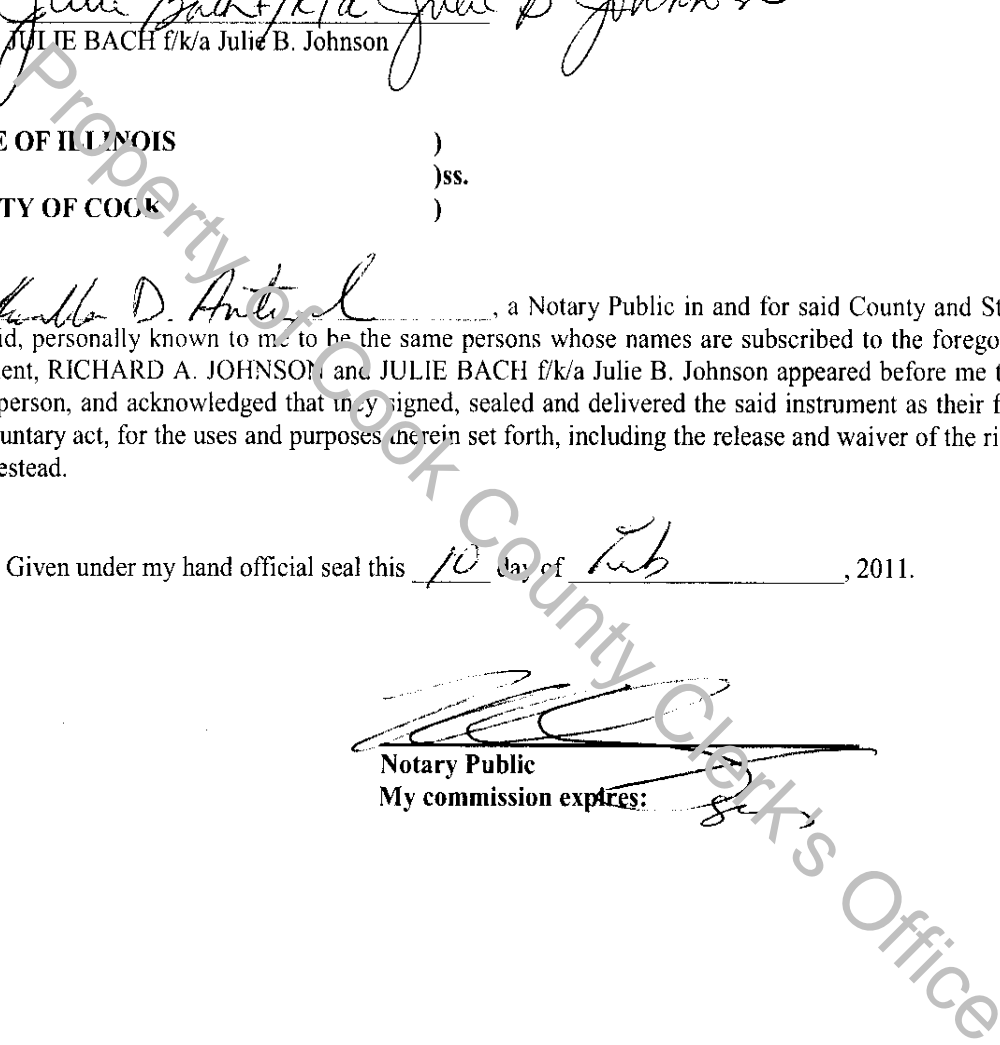 Julie Bach f/k/a Julie B Johnson
JULIE BACH f/k/a Julie B. Johnson
E OF ILLINOIS )
)ss.
TY OF COOK )
D. , a Notary Public in and for said County and St
id, personally known to me to be the same persons whose names are subscribed to the forego
ent, RICHARD A. JOHNSON and JULIE BACH f/k/a Julie B. Johnson appeared before me t
person, and acknowledged that they signed, sealed and delivered the said instrument as their f
untary act, for the uses and purposes therein set forth, including the release and waiver of the ri
estead.
Given under my hand official seal this 10 day of Feb , 2011.
Notary Public
My commission expires:
Property of Cook County Clerk's Office